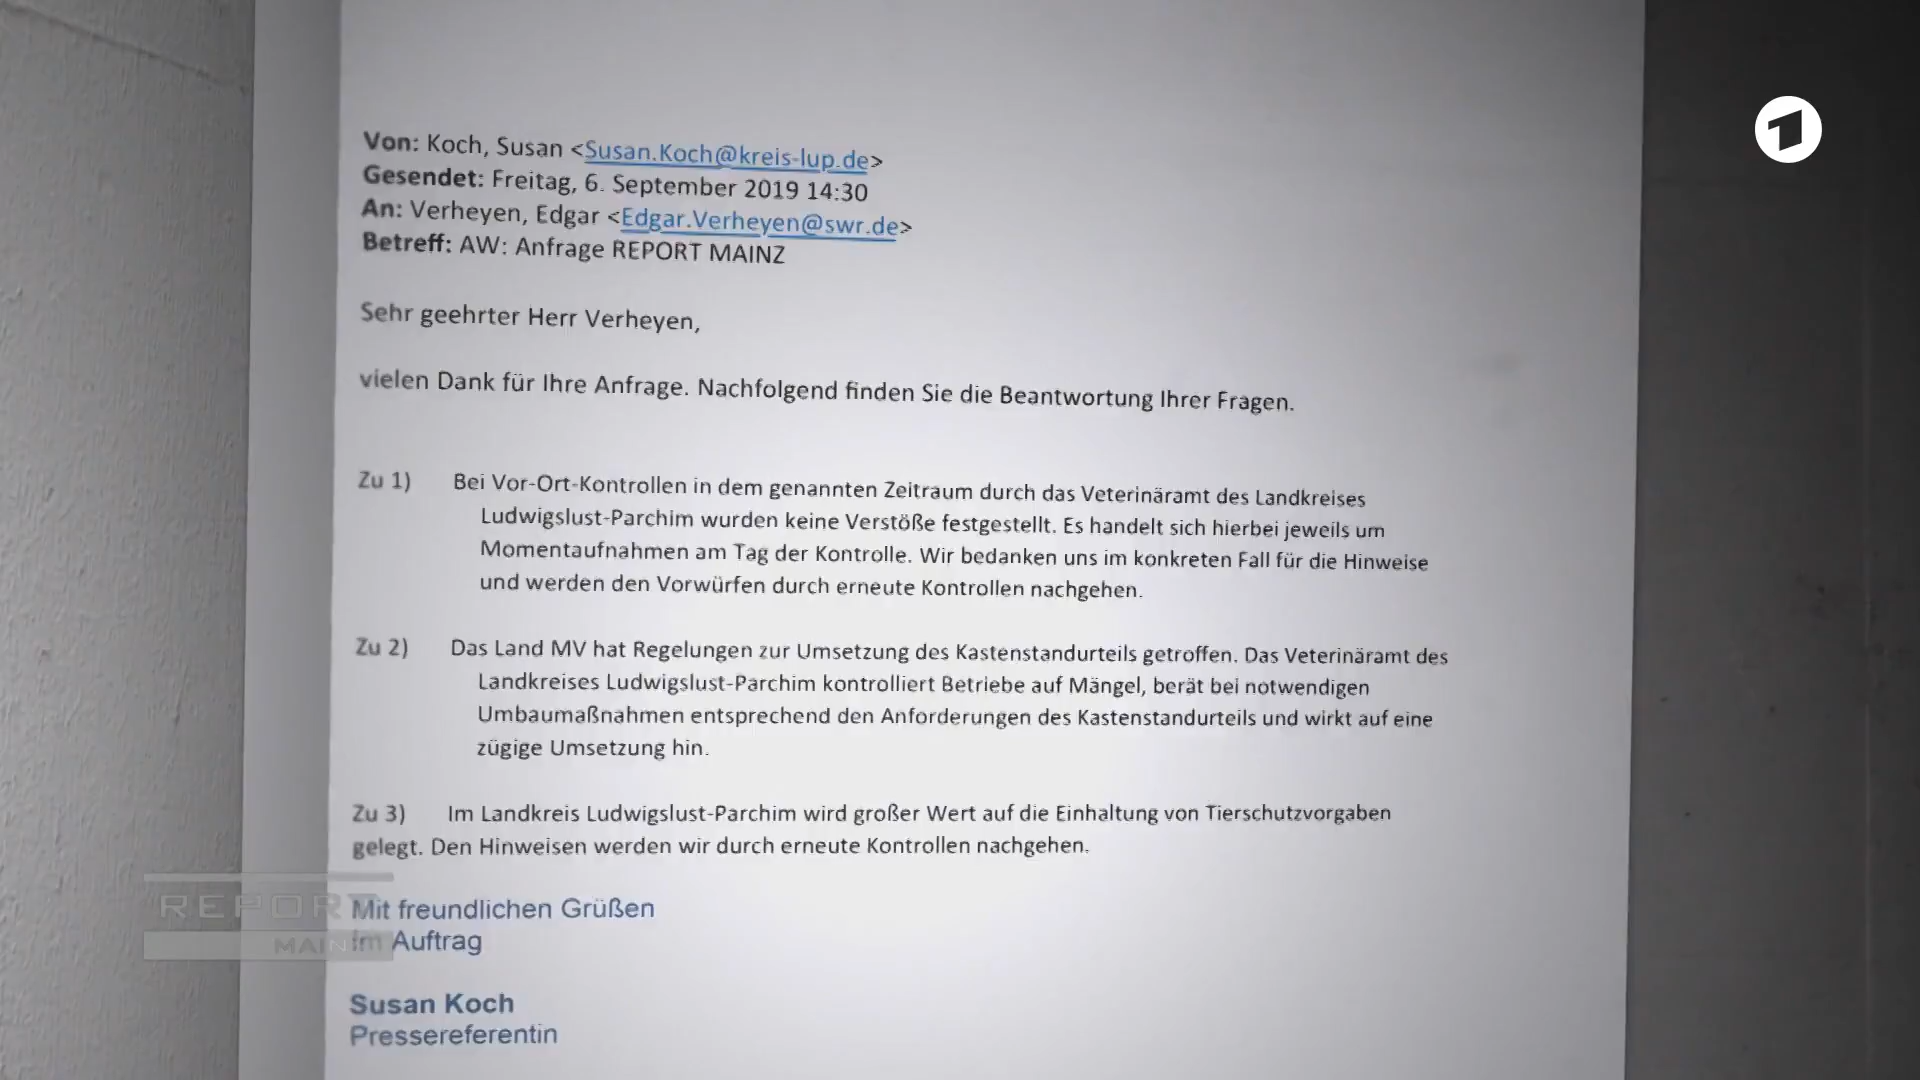 Von: Koch, Susan <Susan.Koch@kreis-lup.de>
Gesendet: Freitag, 6. September 2019 14:30
An: Verheyen, Edgar <Edgar.Verheyen@swr.de>
Betreff: AW: Anfrage REPORT MAINZ
Sehr geehrter Herr Verheyen,
vielen Dank für Ihre Anfrage. Nachfolgend finden Sie die Beantwortung Ihrer Fragen.
Zu 1) Bei Vor-Ort-Kontrollen in dem genannten Zeitraum durch das Veterinäramt des Landkreises
Ludwigslust-Parchim wurden keine Verstöße festgestellt. Es handelt sich hierbei jeweils um
Momentaufnahmen am Tag der Kontrolle. Wir bedanken uns im konkreten Fall für die Hinweise
und werden den Vorwürfen durch erneute Kontrollen nachgehen.
Zu 2) Das Land MV hat Regelungen zur Umsetzung des Kastenstandurteils getroffen. Das Veterinäramt des
Landkreises Ludwigslust-Parchim kontrolliert Betriebe auf Mängel, berät bei notwendigen
Umbaumaßnahmen entsprechend den Anforderungen des Kastenstandurteils und wirkt auf eine
zügige Umsetzung hin.
Zu 3) Im Landkreis Ludwigslust-Parchim wird großer Wert auf die Einhaltung von Tierschutzvorgaben
gelegt. Den Hinweisen werden wir durch erneute Kontrollen nachgehen.
Mit freundlichen Grüßen
im Auftrag
Susan Koch
Pressereferentin
REPORT
MAINZ
1